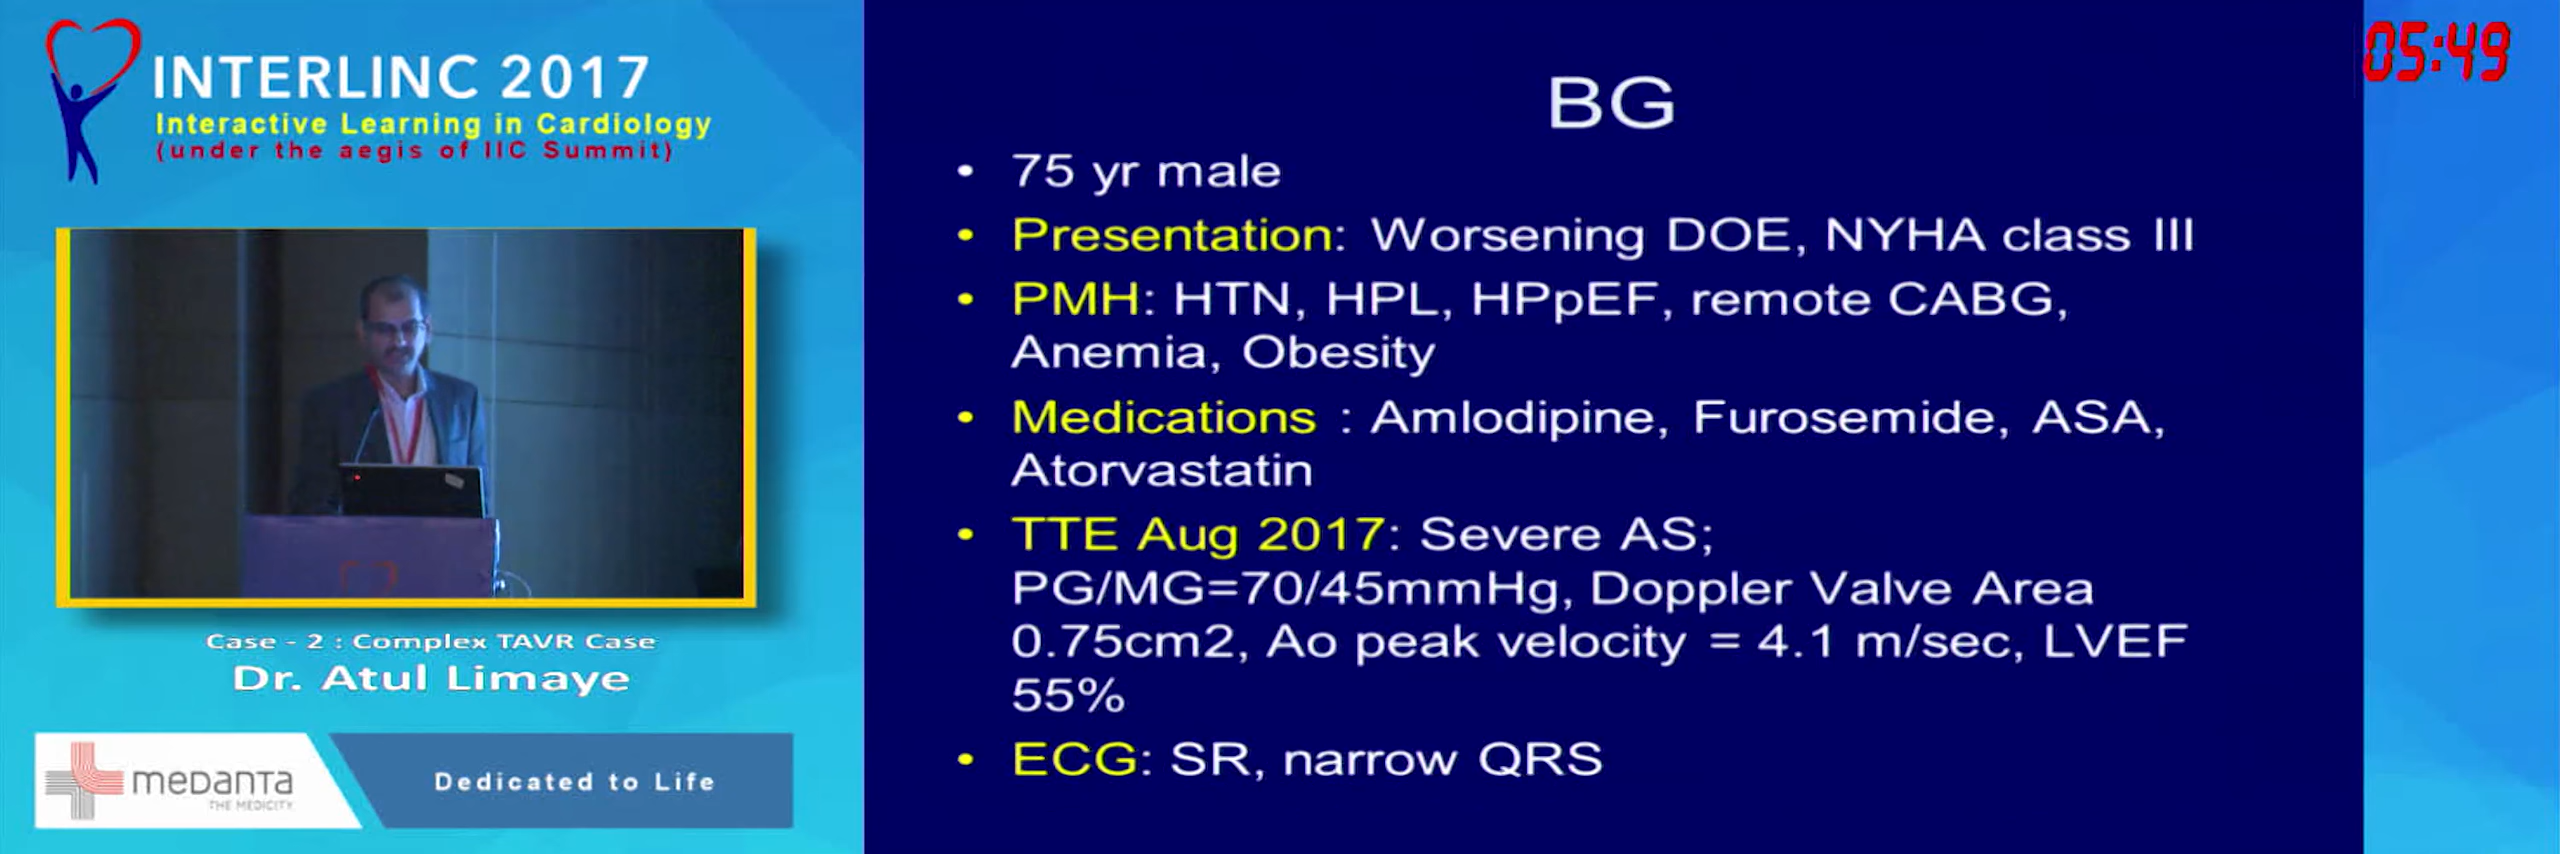 INTERLINC 2017
Interactive Learning in Cardiology
(under the aegis of IIC Summit)
Case - 2 : Complex TAVR Case
Dr. Atul Limaye
medanta
THE MEDICITY
Dedicated to Life
BG
• 75 yr male
• Presentation: Worsening DOE, NYHA class III
• PMH: HTN, HPL, HPpEF, remote CABG,
Anemia, Obesity
• Medications : Amlodipine, Furosemide, ASA,
Atorvastatin
• TTE Aug 2017: Severe AS;
PG/MG=70/45mmHg, Doppler Valve Area
0.75cm2, Ao peak velocity = 4.1 m/sec, LVEF
55%
• ECG: SR, narrow QRS
05:49